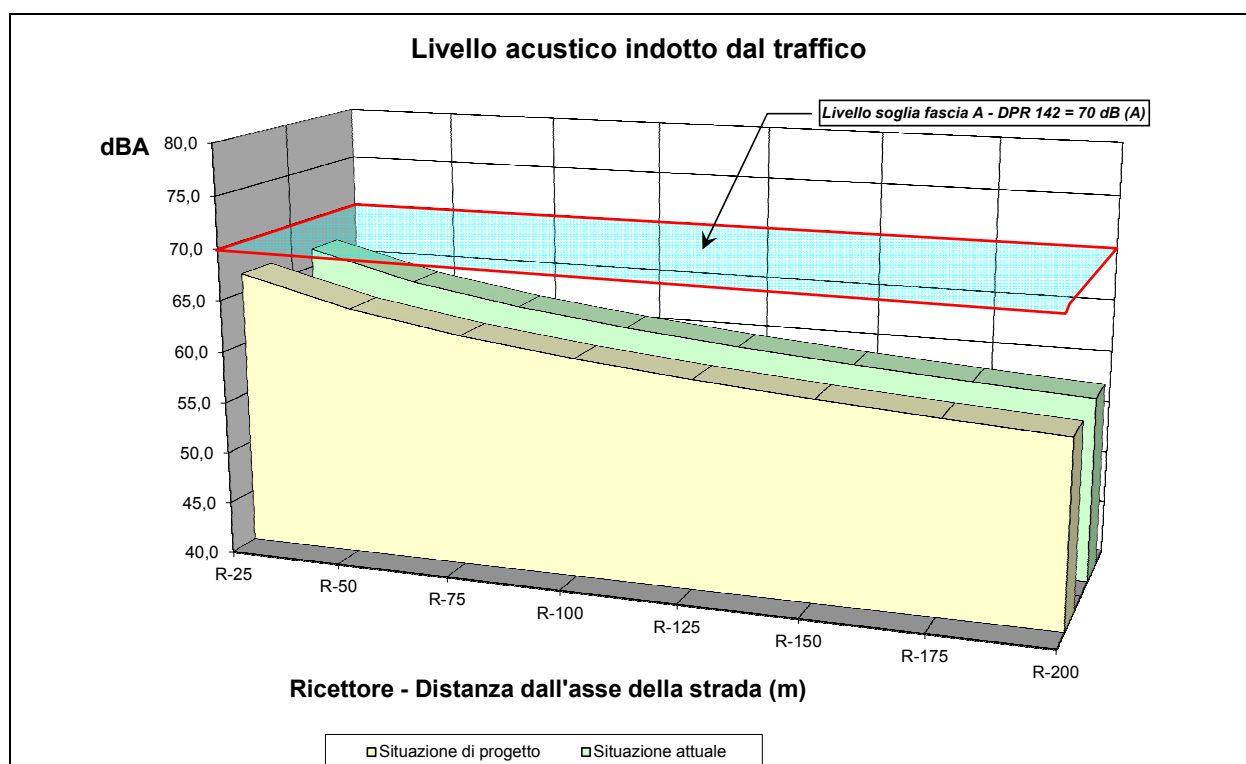 Livello acustico indotto dal traffico
Livello soglia fascia A - DPR 142 = 70 dB (A)
dBA
80,0
75,0
70,0
65,0
60,0
55,0
50,0
45,0
40,0
R-25
R-50
R-75
R-100
R-125
R-150
R-175
R-200
Ricettore - Distanza dall'asse della strada (m)
Situazione di progetto Situazione attuale